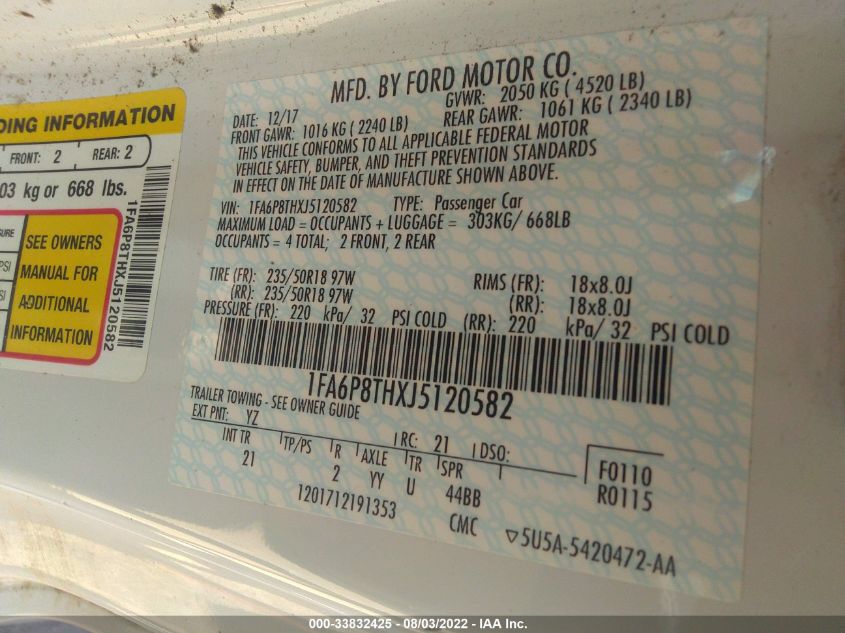 DING INFORMATION
FRONT: 2 REAR: 2
03 kg or 668 lbs.
SURE
PSI
SI
SEE OWNERS
MANUAL FOR
ADDITIONAL
INFORMATION
1FA6P8THXJ5120582
MFD. BY FORD MOTOR CO.
DATE: 12/17 GVWR: 2050 KG ( 4520 LB)
FRONT GAWR: 1016 KG ( 2240 LB) REAR GAWR: 1061 KG ( 2340 LB)
THIS VEHICLE CONFORMS TO ALL APPLICABLE FEDERAL MOTOR
VEHICLE SAFETY, BUMPER, AND THEFT PREVENTION STANDARDS
IN EFFECT ON THE DATE OF MANUFACTURE SHOWN ABOVE.
VIN: 1FA6P8THXJ5120582 TYPE: Passenger Car
MAXIMUM LOAD = OCCUPANTS + LUGGAGE = 303KG/ 668LB
OCCUPANTS = 4 TOTAL; 2 FRONT, 2 REAR
TIRE (FR): 235/50R18 97W RIMS (FR): 18x8.0J
(RR): 235/50R18 97W (RR): 18x8.0J
PRESSURE (FR): 220 kPa/ 32 PSI COLD (RR): 220 kPa/ 32 PSI COLD
1FA6P8THXJ5120582
TRAILER TOWING - SEE OWNER GUIDE
EXT PNT: YZ RC: 21 DSO:
INT TR TP/PS R AXLE TR SPR F0110
21 2 YY U 44BB R0115
1201712191353 CMC ▽5U5A-5420472-AA
000-33832425 - 08/03/2022 - IAA Inc.